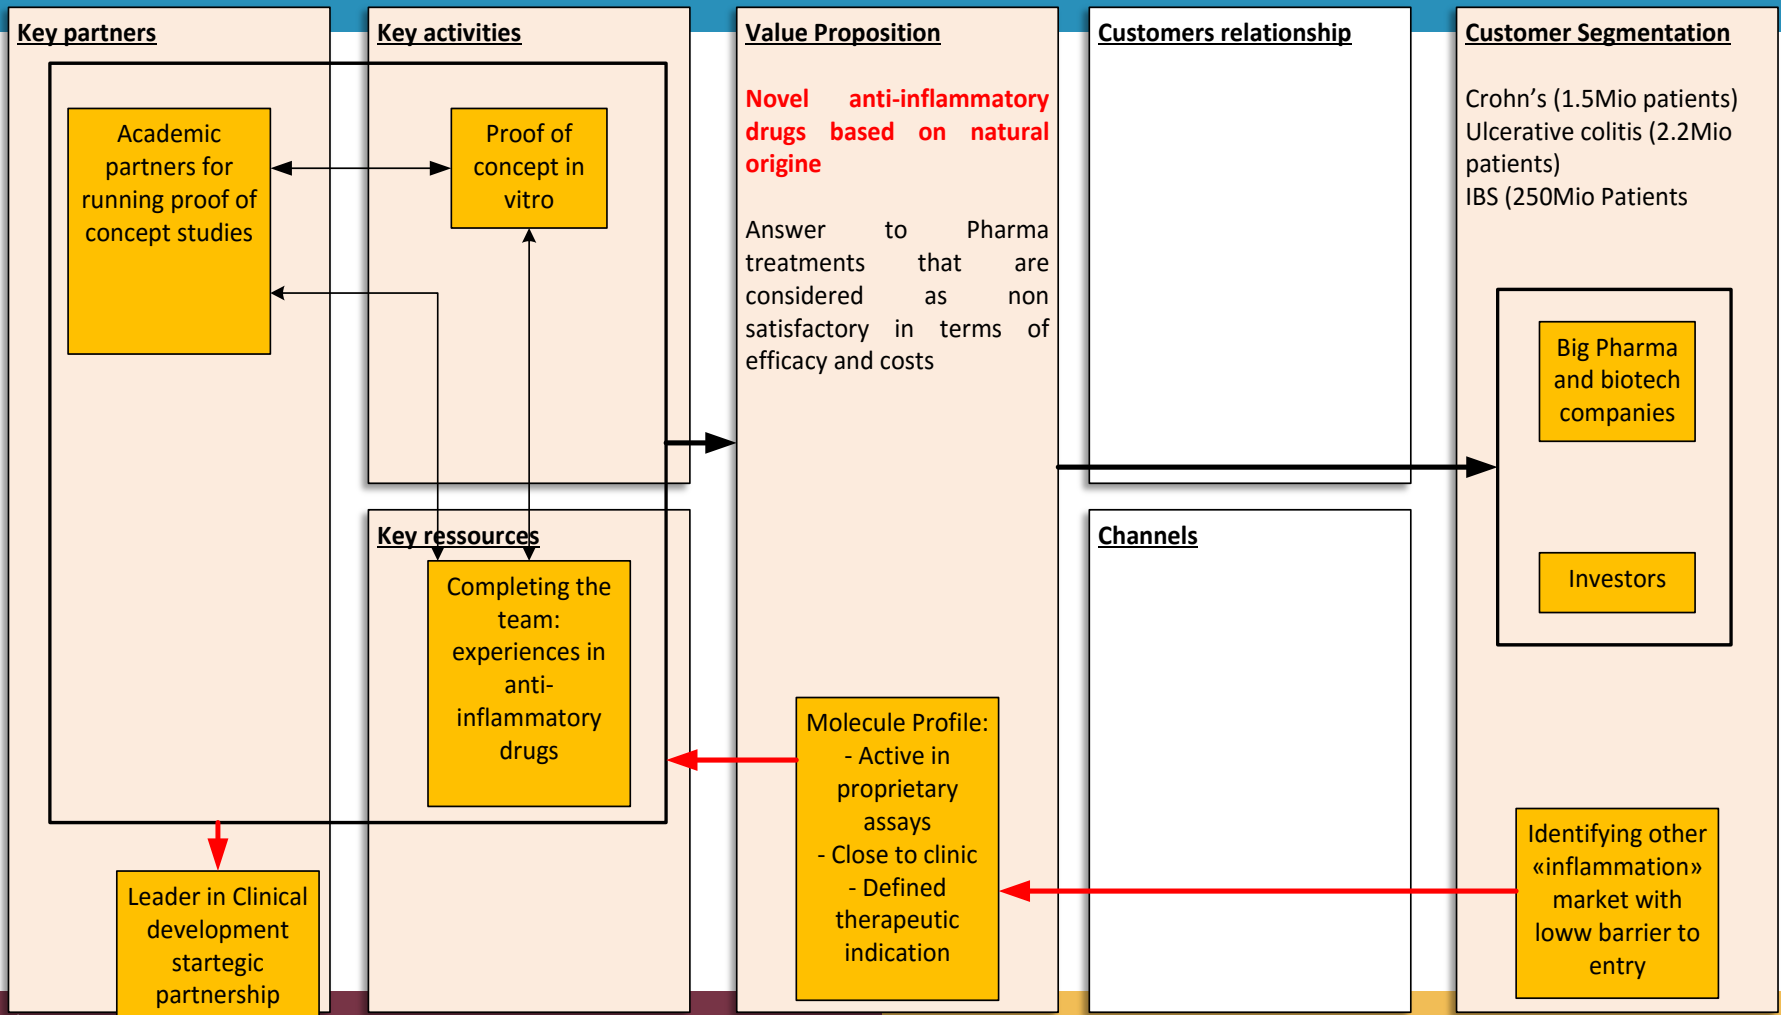 Key partners
Academic
partners for
running proof of
concept studies
Leader in Clinical
development
startegic
partnership
Key activities
Proof of
concept in
vitro
Key ressources
Completing the
team:
experiences in
anti-
inflammatory
drugs
Value Proposition
Novel anti-inflammatory
drugs based on natural
origine
Answer to Pharma
treatments that are
considered as non
satisfactory in terms of
efficacy and costs
Molecule Profile:
- Active in
proprietary
assays
- Close to clinic
- Defined
therapeutic
indication
Customers relationship
Channels
Customer Segmentation
Crohn’s (1.5Mio patients)
Ulcerative colitis (2.2Mio
patients)
IBS (250Mio Patients
Big Pharma
and biotech
companies
Investors
Identifying other
«inflammation»
market with
loww barrier to
entry